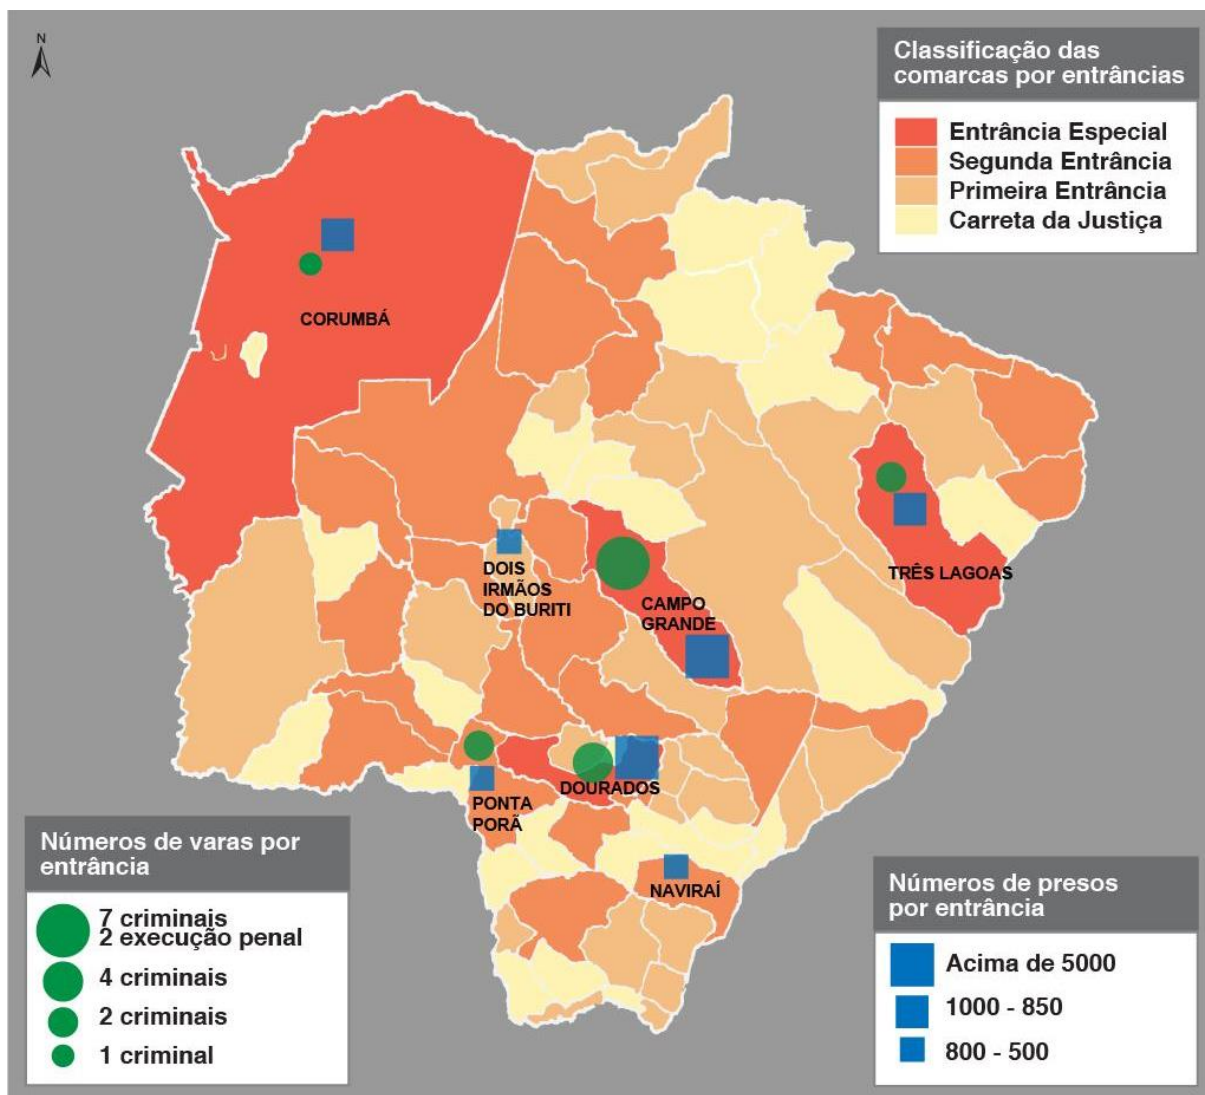 N
Classificação das
comarcas por entrâncias
Entrância Especial
Segunda Entrância
Primeira Entrância
Carreta da Justiça
CORUMBÁ
TRÊS LAGOAS
DOIS
IRMÃOS
DO BURITI
CAMPO
GRANDE
DOURADOS
PONTA
PORÃ
NAVIRAÍ
Números de varas por
entrância
7 criminais
2 execução penal
4 criminais
2 criminais
1 criminal
Números de presos
por entrância
Acima de 5000
1000 - 850
800 - 500